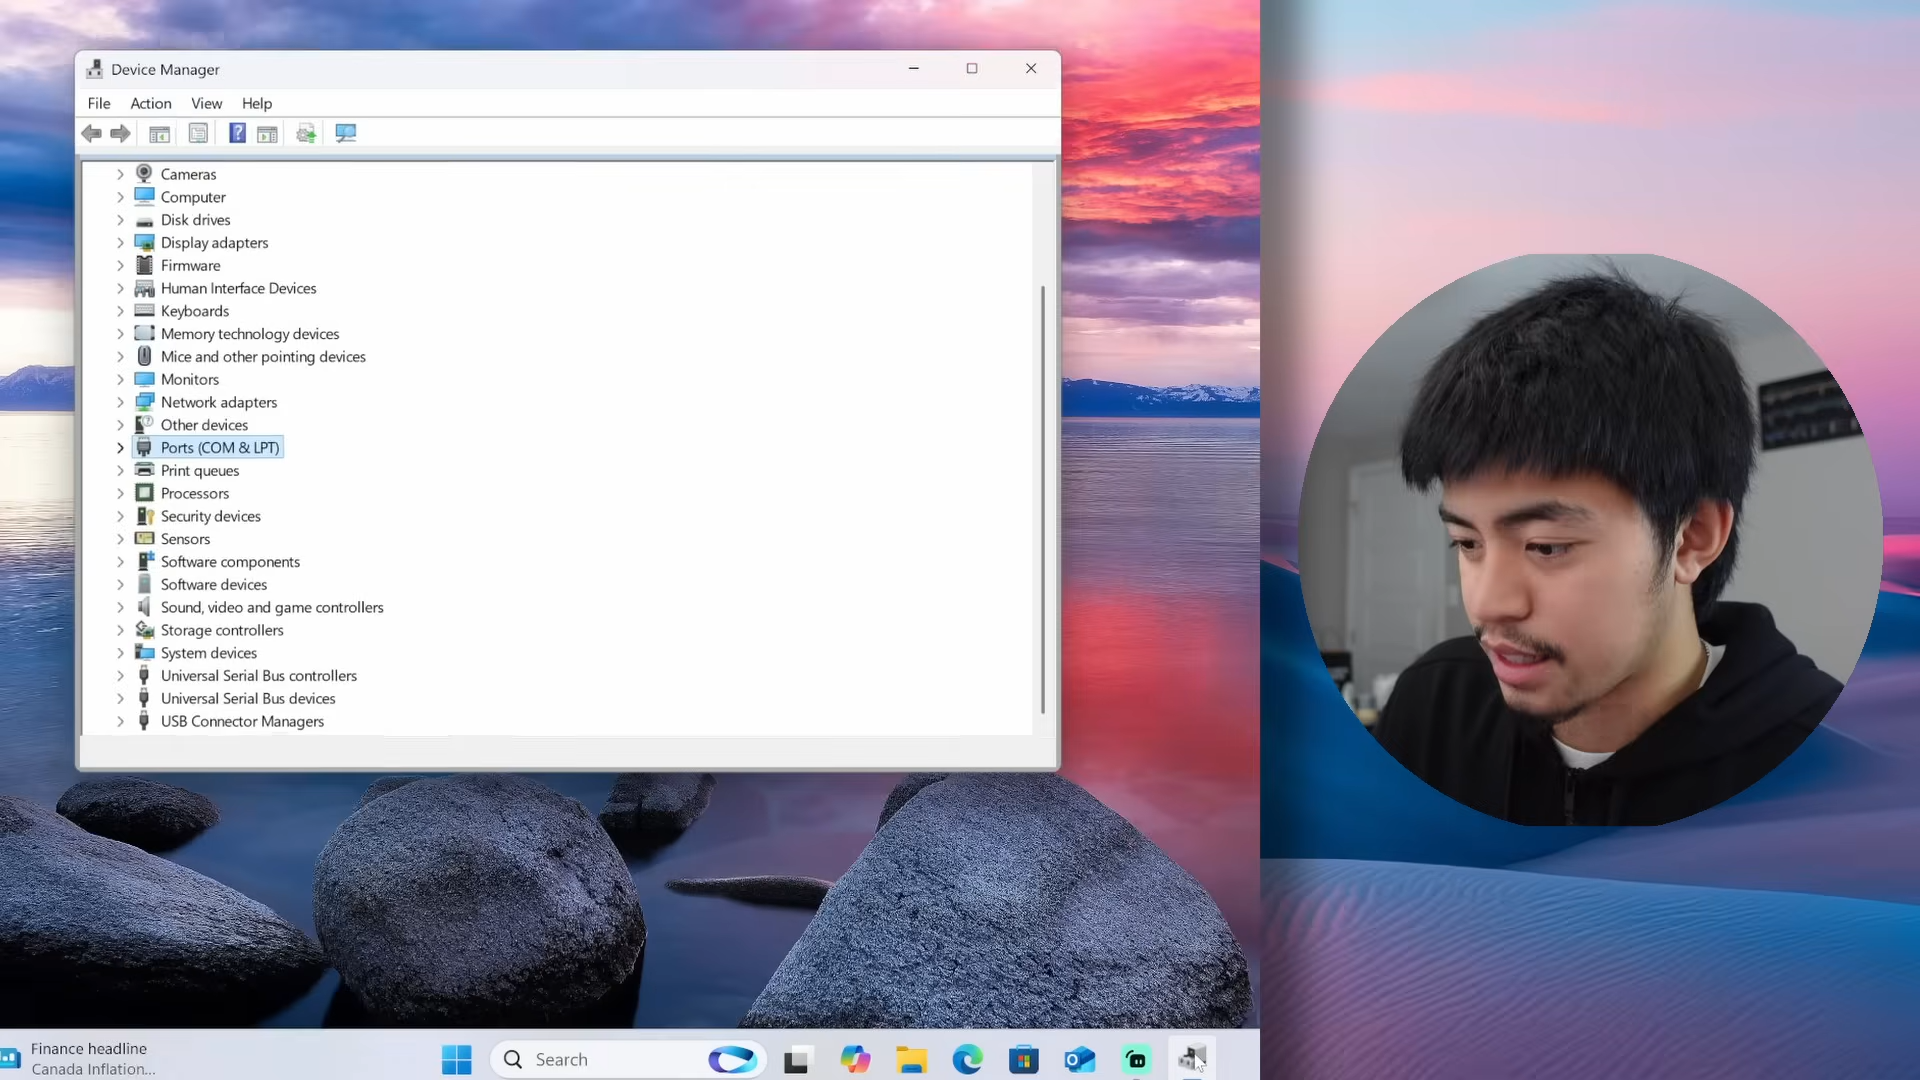 Device Manager
File Action View Help
Cameras
Computer
Disk drives
Display adapters
Firmware
Human Interface Devices
Keyboards
Memory technology devices
Mice and other pointing devices
Monitors
Network adapters
Other devices
Ports (COM & LPT)
Print queues
Processors
Security devices
Sensors
Software components
Software devices
Sound, video and game controllers
Storage controllers
System devices
Universal Serial Bus controllers
Universal Serial Bus devices
USB Connector Managers
Finance headline
Canada Inflation...
Search